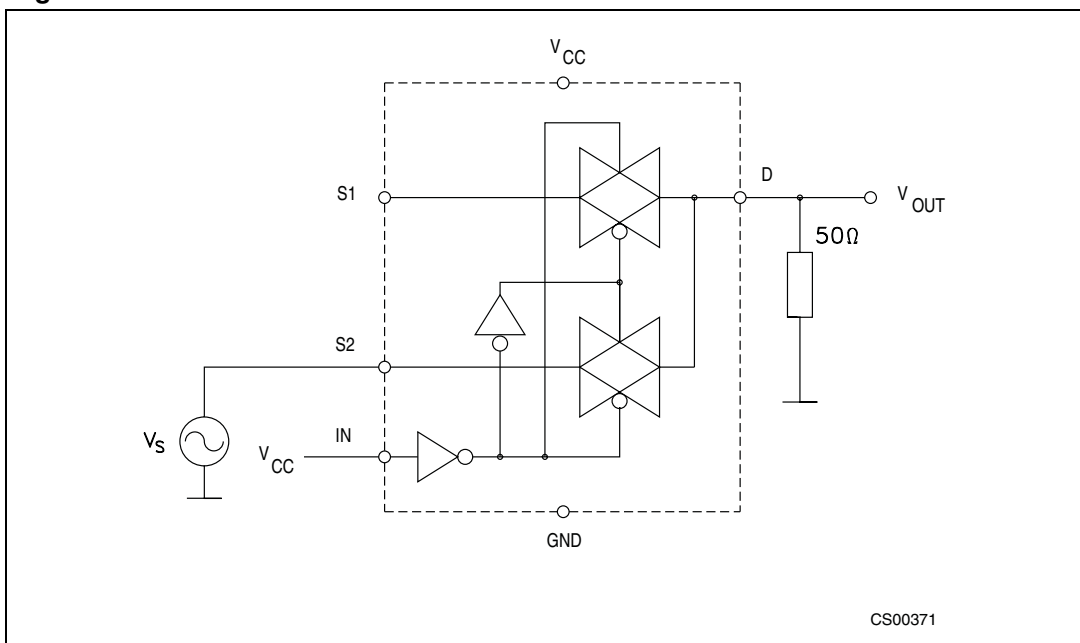 V CC
S1
D
V OUT
50Ω
S2
IN
V S
V CC
GND
CS00371